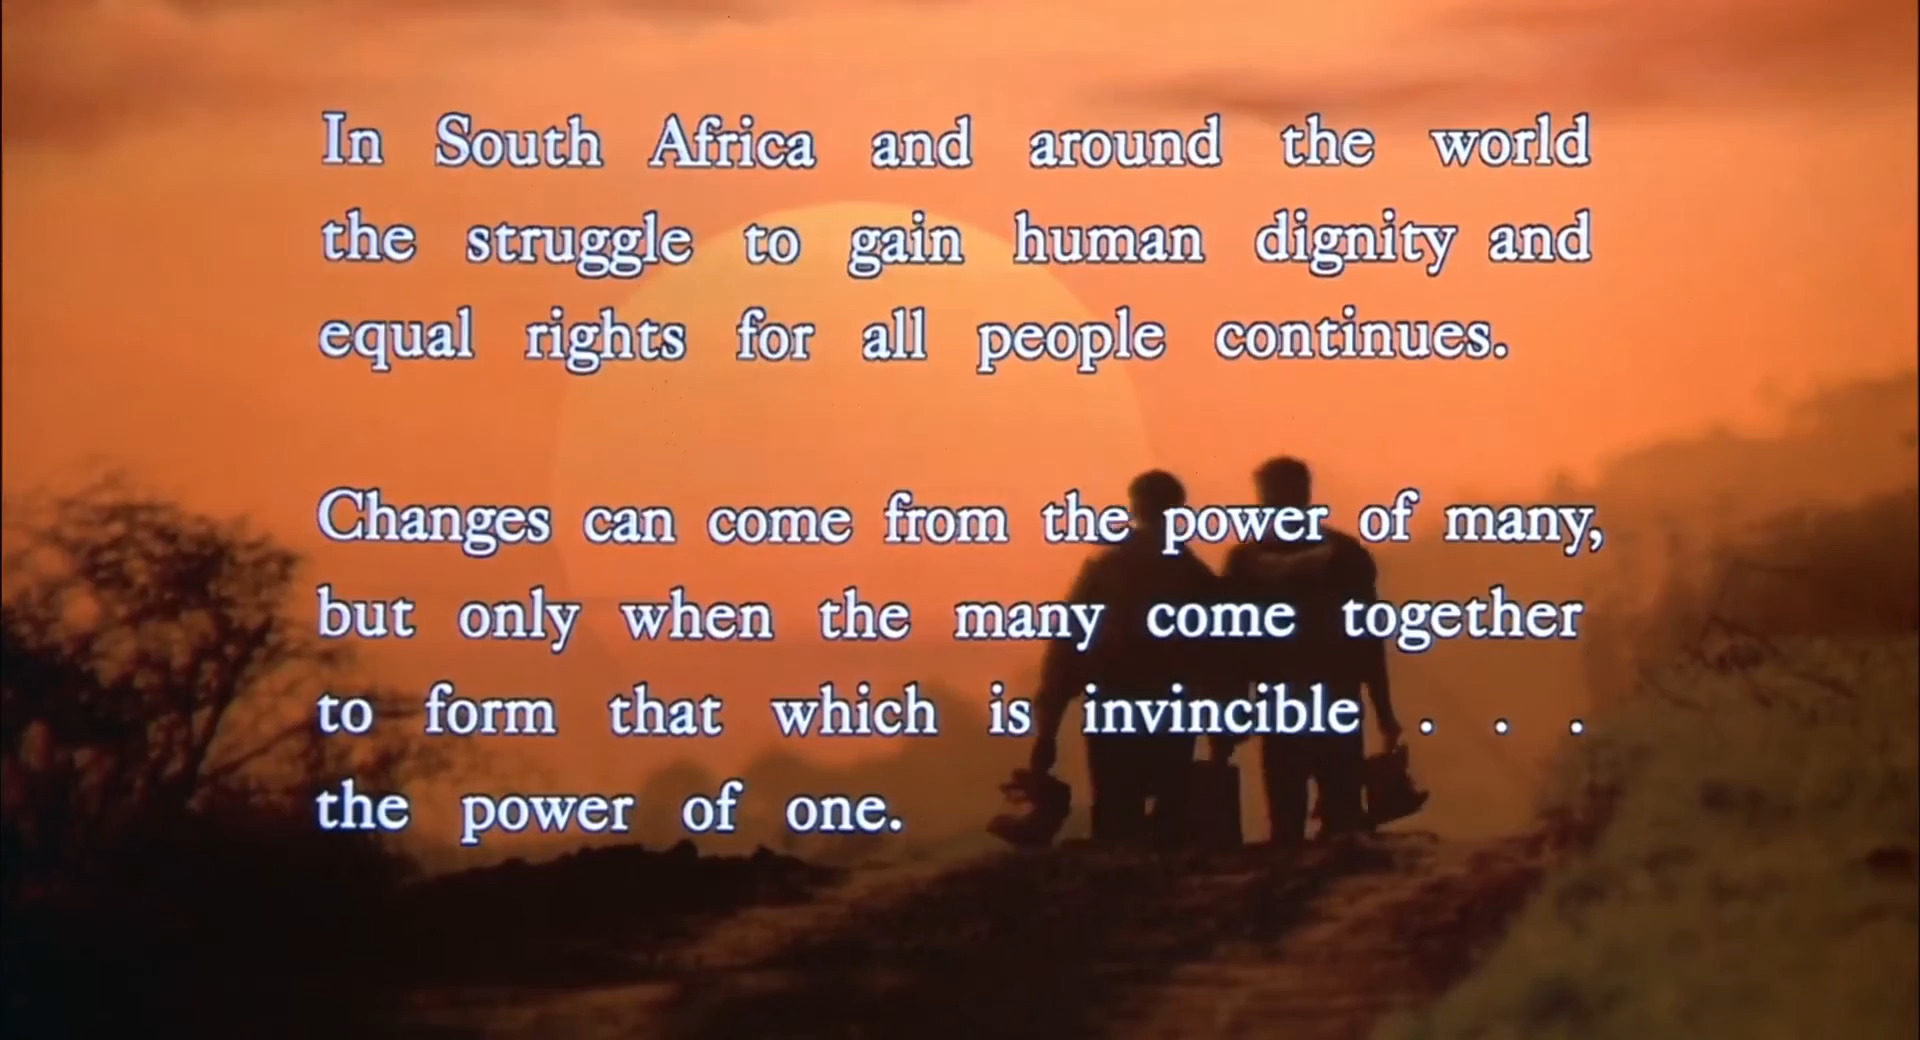 In South Africa and around the world
the struggle to gain human dignity and
equal rights for all people continues.
Changes can come from the power of many,
but only when the many come together
to form that which is invincible . . .
the power of one.